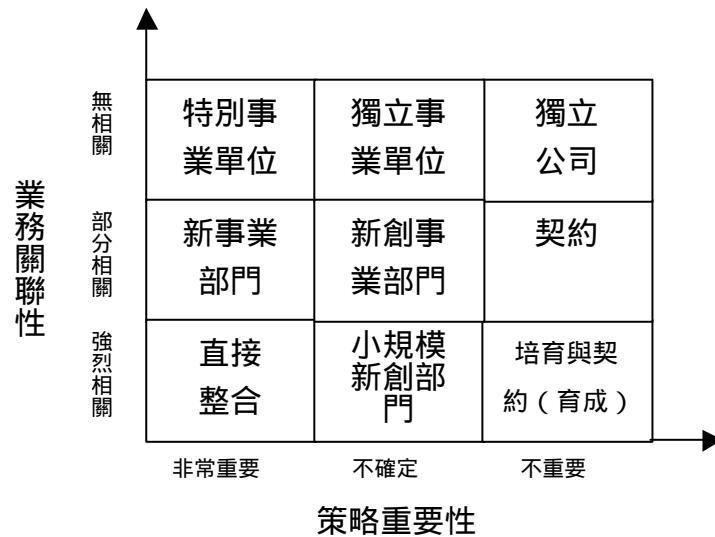 無相關
特別事
業單位
獨立事
業單位
獨立
公司
業務關聯性
部分相關
新事業
部門
新創事
業部門
契約
強烈相關
直接
整合
小規模
新創部
門
培育與契
約（育成）
非常重要
不確定
不重要
策略重要性